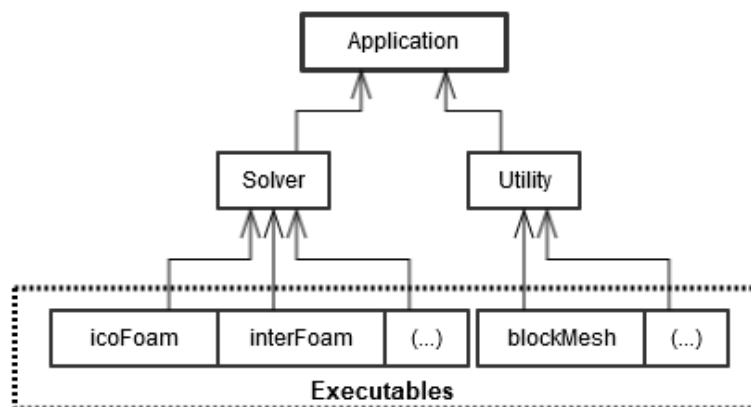 Application
Solver Utility
icoFoam interFoam (...) blockMesh (...)
Executables